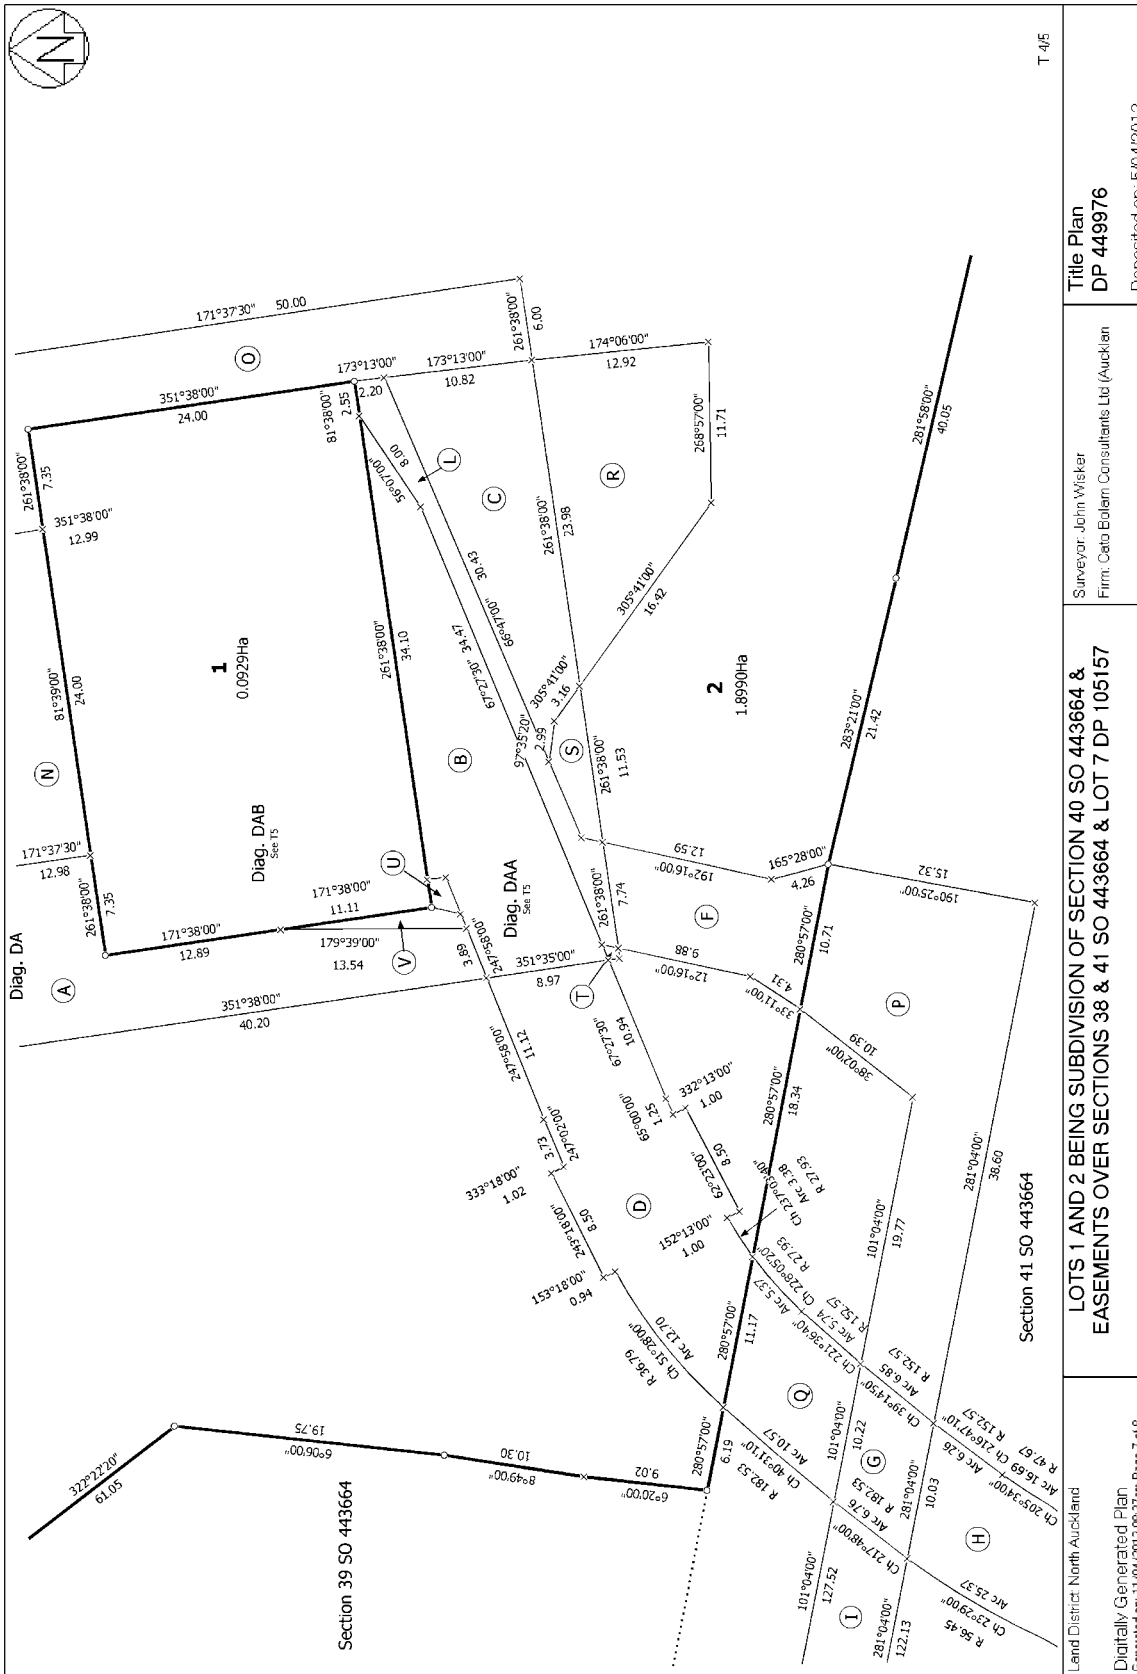 N
T 4/5
Diag. DA
171°37'30"
50.00
O
261°38'00"
7.35
351°38'00"
24.00
351°38'00"
12.99
173°13'00"
2.20
173°13'00"
10.82
261°38'00"
6.00
174°06'00"
12.92
81°38'00"
2.55
56°07'00"
8.00
L
C
R
268°57'00"
11.71
N
81°39'00"
24.00
1
0.0929Ha
261°38'00"
34.10
30.43
66°47'00"
67°27'30" 34.47
261°38'00"
23.98
305°41'00"
16.42
305°41'00"
3.16
97°35'20"
2.99
S
B
2
1.8990Ha
281°58'00"
40.05
283°21'00"
21.42
171°37'30"
12.98
261°38'00"
7.35
Diag. DAB
See T5
171°38'00"
12.89
171°38'00"
11.11
U
V
A
179°39'00"
13.54
351°38'00"
40.20
Diag. DAA
See T5
247°58'00"
3.89
351°35'00"
8.97
261°38'00"
11.53
261°38'00"
7.74
192°16'00"
12.59
165°28'00"
4.26
F
T
12°16'00"
9.88
33°11'00"
4.31
280°57'00"
10.71
190°25'00"
15.32
P
38°02'00"
10.39
247°58'00"
11.12
67°27'30"
10.94
65°00'00"
1.25
332°13'00"
1.00
247°02'00"
3.73
333°18'00"
1.02
243°18'00"
8.50
153°18'00"
0.94
D
62°23'00"
8.50
152°13'00"
1.00
280°57'00"
18.34
Ch 237°03'40"
Arc 3.38
R 27.93
Ch 228°05'20"
R 27.93
Arc 5.37
Ch 221°36'40"
Arc 5.74
R 152.57
101°04'00"
19.77
281°04'00"
38.60
Section 41 SO 443664
R 36.79
Ch 51°28'00"
Arc 12.70
280°57'00"
11.17
Q
Ch 39°14'50"
Arc 6.85
R 152.57
280°57'00"
6.19
R 182.53
Ch 40°31'10"
Arc 10.57
101°04'00"
10.22
G
Arc 6.26
Ch 216°47'10"
R 152.57
281°04'00"
10.03
Ch 205°34'00"
Arc 16.69
R 47.67
H
Ch 217°48'00"
Arc 6.76
R 182.53
101°04'00"
127.52
I
281°04'00"
122.13
R 56.45
Ch 23°29'00"
Arc 25.37
322°22'20"
61.05
6°06'00"
19.75
8°49'00"
10.30
6°20'00"
9.02
Section 39 SO 443664
Land District: North Auckland
Digitally Generated Plan
LOTS 1 AND 2 BEING SUBDIVISION OF SECTION 40 SO 443664 &
EASEMENTS OVER SECTIONS 38 & 41 SO 443664 & LOT 7 DP 105157
Surveyor: John Wisker
Firm: Cato Bolam Consultants Ltd (Aucklan
Title Plan
DP 449976
Deposited on: 5/04/2012